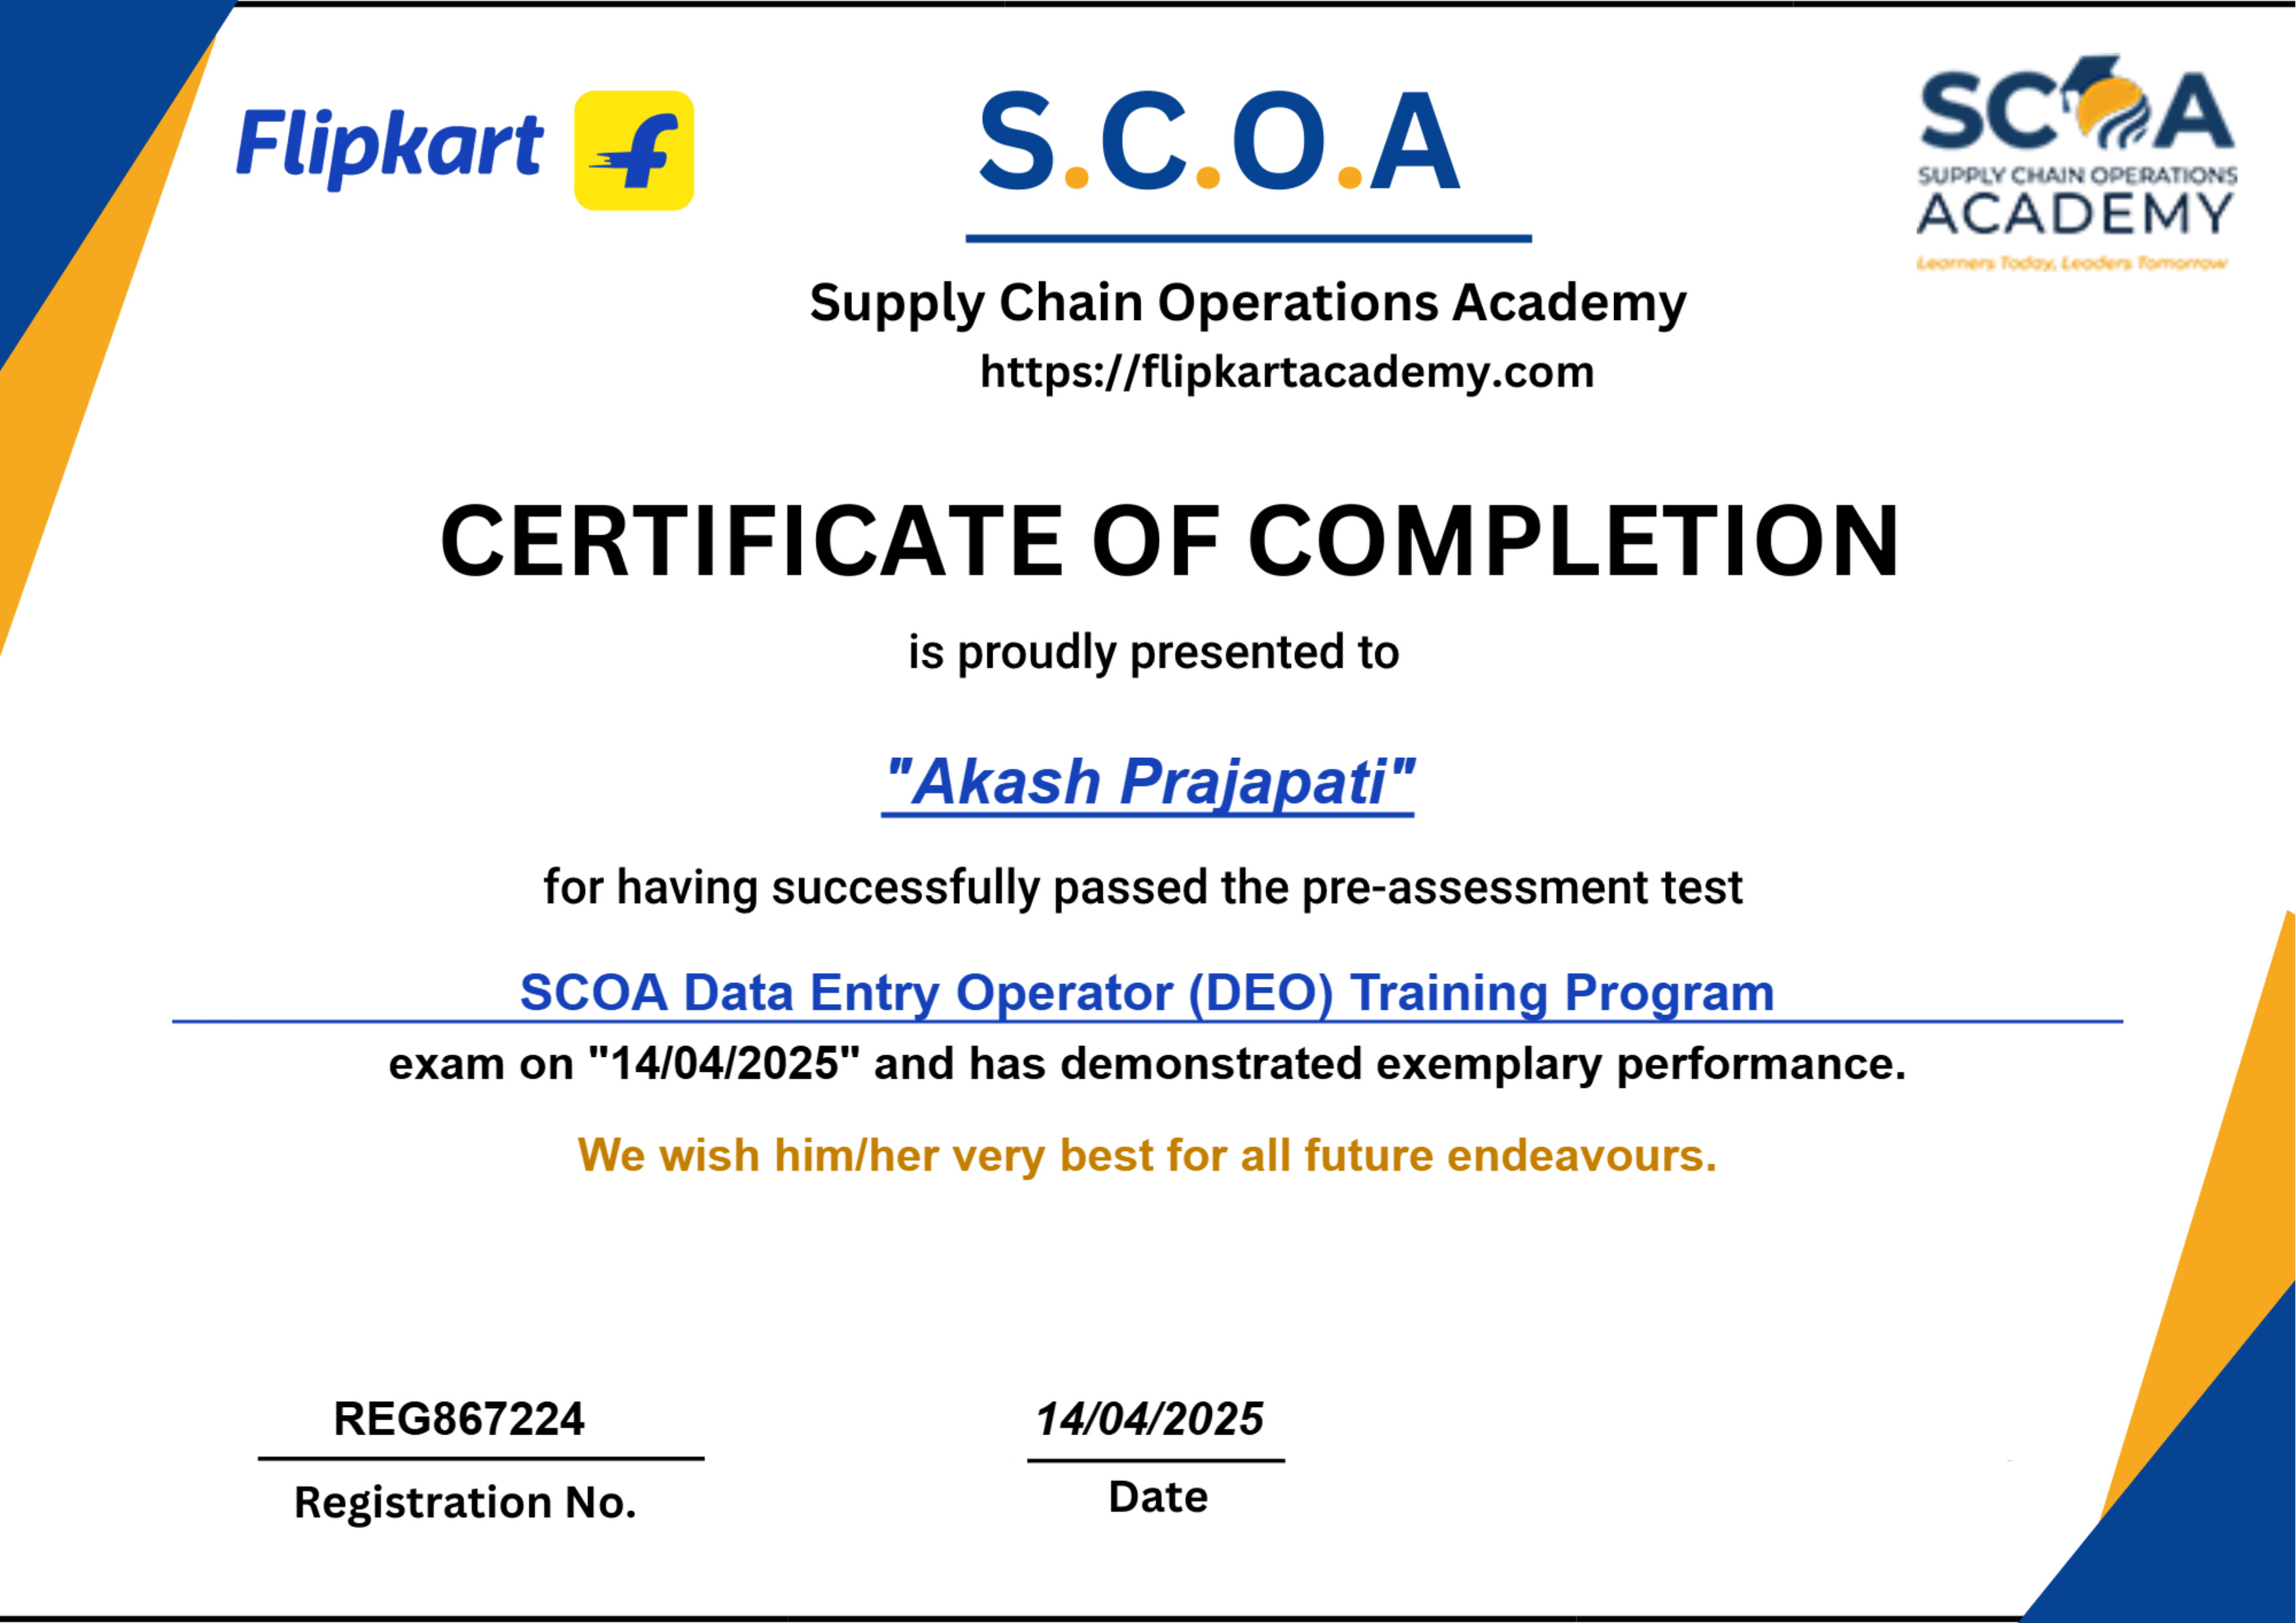 Flipkart f
S.C.O.A
SCOA
SUPPLY CHAIN OPERATIONS
ACADEMY
Learners Today, Leaders Tomorrow
Supply Chain Operations Academy
https://flipkartacademy.com
CERTIFICATE OF COMPLETION
is proudly presented to
"Akash Prajapati"
for having successfully passed the pre-assessment test
SCOA Data Entry Operator (DEO) Training Program
exam on "14/04/2025" and has demonstrated exemplary performance.
We wish him/her very best for all future endeavours.
REG867224
Registration No.
14/04/2025
Date